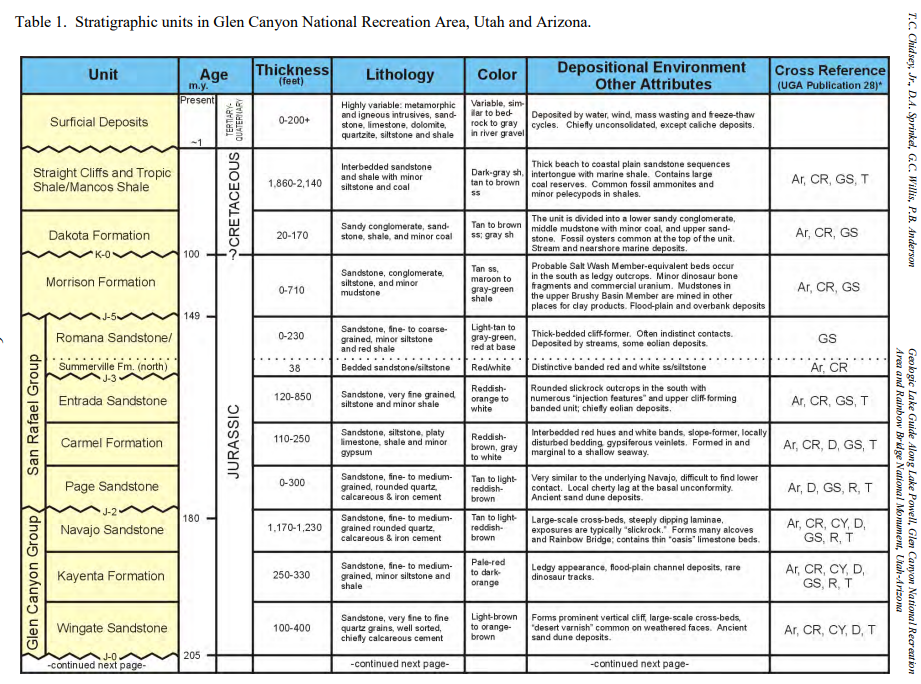 Table 1.  Stratigraphic units in Glen Canyon National Recreation Area, Utah and Arizona.
Unit
Age
m.y.
Thickness
(feet)
Lithology
Color
Depositional Environment
Other Attributes
Cross Reference
(UGA Publication 28)*
Surficial Deposits
Present
~1
TERTIARY-
QUATERNARY
0-200+
Highly variable: metamorphic
and igneous intrusives, sand-
stone, limestone, dolomite,
quartzite, siltstone and shale
Variable, sim-
ilar to bed-
rock to gray
in river gravel
Deposited by water, wind, mass wasting and freeze-thaw
cycles.  Chiefly unconsolidated, except caliche deposits.
Straight Cliffs and Tropic
Shale/Mancos Shale
?CRETACEOUS
1,860-2,140
Interbedded sandstone
and shale with minor
siltstone and coal
Dark-gray sh,
tan to brown
ss
Thick beach to coastal plain sandstone sequences
intertongue with marine shale.  Contains large
coal reserves.  Common fossil ammonites and
minor pelecypods in shales.
Ar, CR, GS, T
Dakota Formation
20-170
Sandy conglomerate, sand-
stone, shale, and minor coal
Tan to brown
ss; gray sh
The unit is divided into a lower sandy conglomerate,
middle mudstone with minor coal, and upper sand-
stone.  Fossil oysters common at the top of the unit.
Stream and nearshore marine deposits.
Ar, CR, GS
K-0
100
Morrison Formation
0-710
Sandstone, conglomerate,
siltstone, and minor
mudstone
Tan ss,
maroon to
gray-green
shale
Probable Salt Wash Member-equivalent beds occur
in the south as ledgy outcrops.  Minor dinosaur bone
fragments and commercial uranium.  Mudstones in
the upper Brushy Basin Member are mined in other
places for clay products.  Flood-plain and overbank deposits
Ar, CR, GS
J-5
149
San Rafael Group
JURASSIC
Romana Sandstone/
0-230
Sandstone, fine- to coarse-
grained, minor siltstone
and red shale
Light-tan to
gray-green,
red at base
Thick-bedded cliff-former.  Often indistinct contacts.
Deposited by streams, some eolian deposits.
GS
Summerville Fm. (north)
38
Bedded sandstone/siltstone
Red/white
Distinctive banded red and white ss/siltstone
Ar, CR
J-3
Entrada Sandstone
120-850
Sandstone, very fine grained,
siltstone and minor shale
Reddish-
orange to
white
Rounded slickrock outcrops in the south with
numerous "injection features" and upper cliff-forming
banded unit; chiefly eolian deposits.
Ar, CR, GS, T
Carmel Formation
110-250
Sandstone, siltstone, platy
limestone, shale and minor
gypsum
Reddish-
brown, gray
to white
Interbedded red hues and white bands, slope-former, locally
disturbed bedding, gypsiferous veinlets.  Formed in and
marginal to a shallow seaway.
Ar, CR, D, GS, T
Page Sandstone
0-300
Sandstone, fine- to medium-
grained, rounded quartz,
calcareous & iron cement
Tan to light-
reddish-
brown
Very similar to the underlying Navajo, difficult to find lower
contact.  Local cherty lag at the basal unconformity.
Ancient sand dune deposits.
Ar, D, GS, R, T
J-2
180
Glen Canyon Group
Navajo Sandstone
1,170-1,230
Sandstone, fine- to medium-
grained rounded quartz,
calcareous & iron cement
Tan to light-
reddish-
brown
Large-scale cross-beds, steeply dipping laminae,
exposures are typically "slickrock."  Forms many alcoves
and Rainbow Bridge; contains thin "oasis" limestone beds.
Ar, CR, CY, D,
GS, R, T
Kayenta Formation
250-330
Sandstone, fine- to medium-
grained, minor siltstone and
shale
Pale-red
to dark-
orange
Ledgy appearance, flood-plain channel deposits, rare
dinosaur tracks.
Ar, CR, CY, D,
GS, R, T
Wingate Sandstone
100-400
Sandstone, very fine to fine
quartz grains, well sorted,
chiefly calcareous cement
Light-brown
to orange-
brown
Forms prominent vertical cliff, large-scale cross-beds,
"desert varnish" common on weathered faces.  Ancient
sand dune deposits.
Ar, CR, CY, D, T
J-0
205
-continued next page-
-continued next page-
-continued next page-
T.C. Chidsey, Jr., D.A. Sprinkel, G.C. Willis, P.B. Anderson
Geologic Lake Guide Along Lake Powell, Glen Canyon National Recreation
Area and Rainbow Bridge National Monument, Utah-Arizona